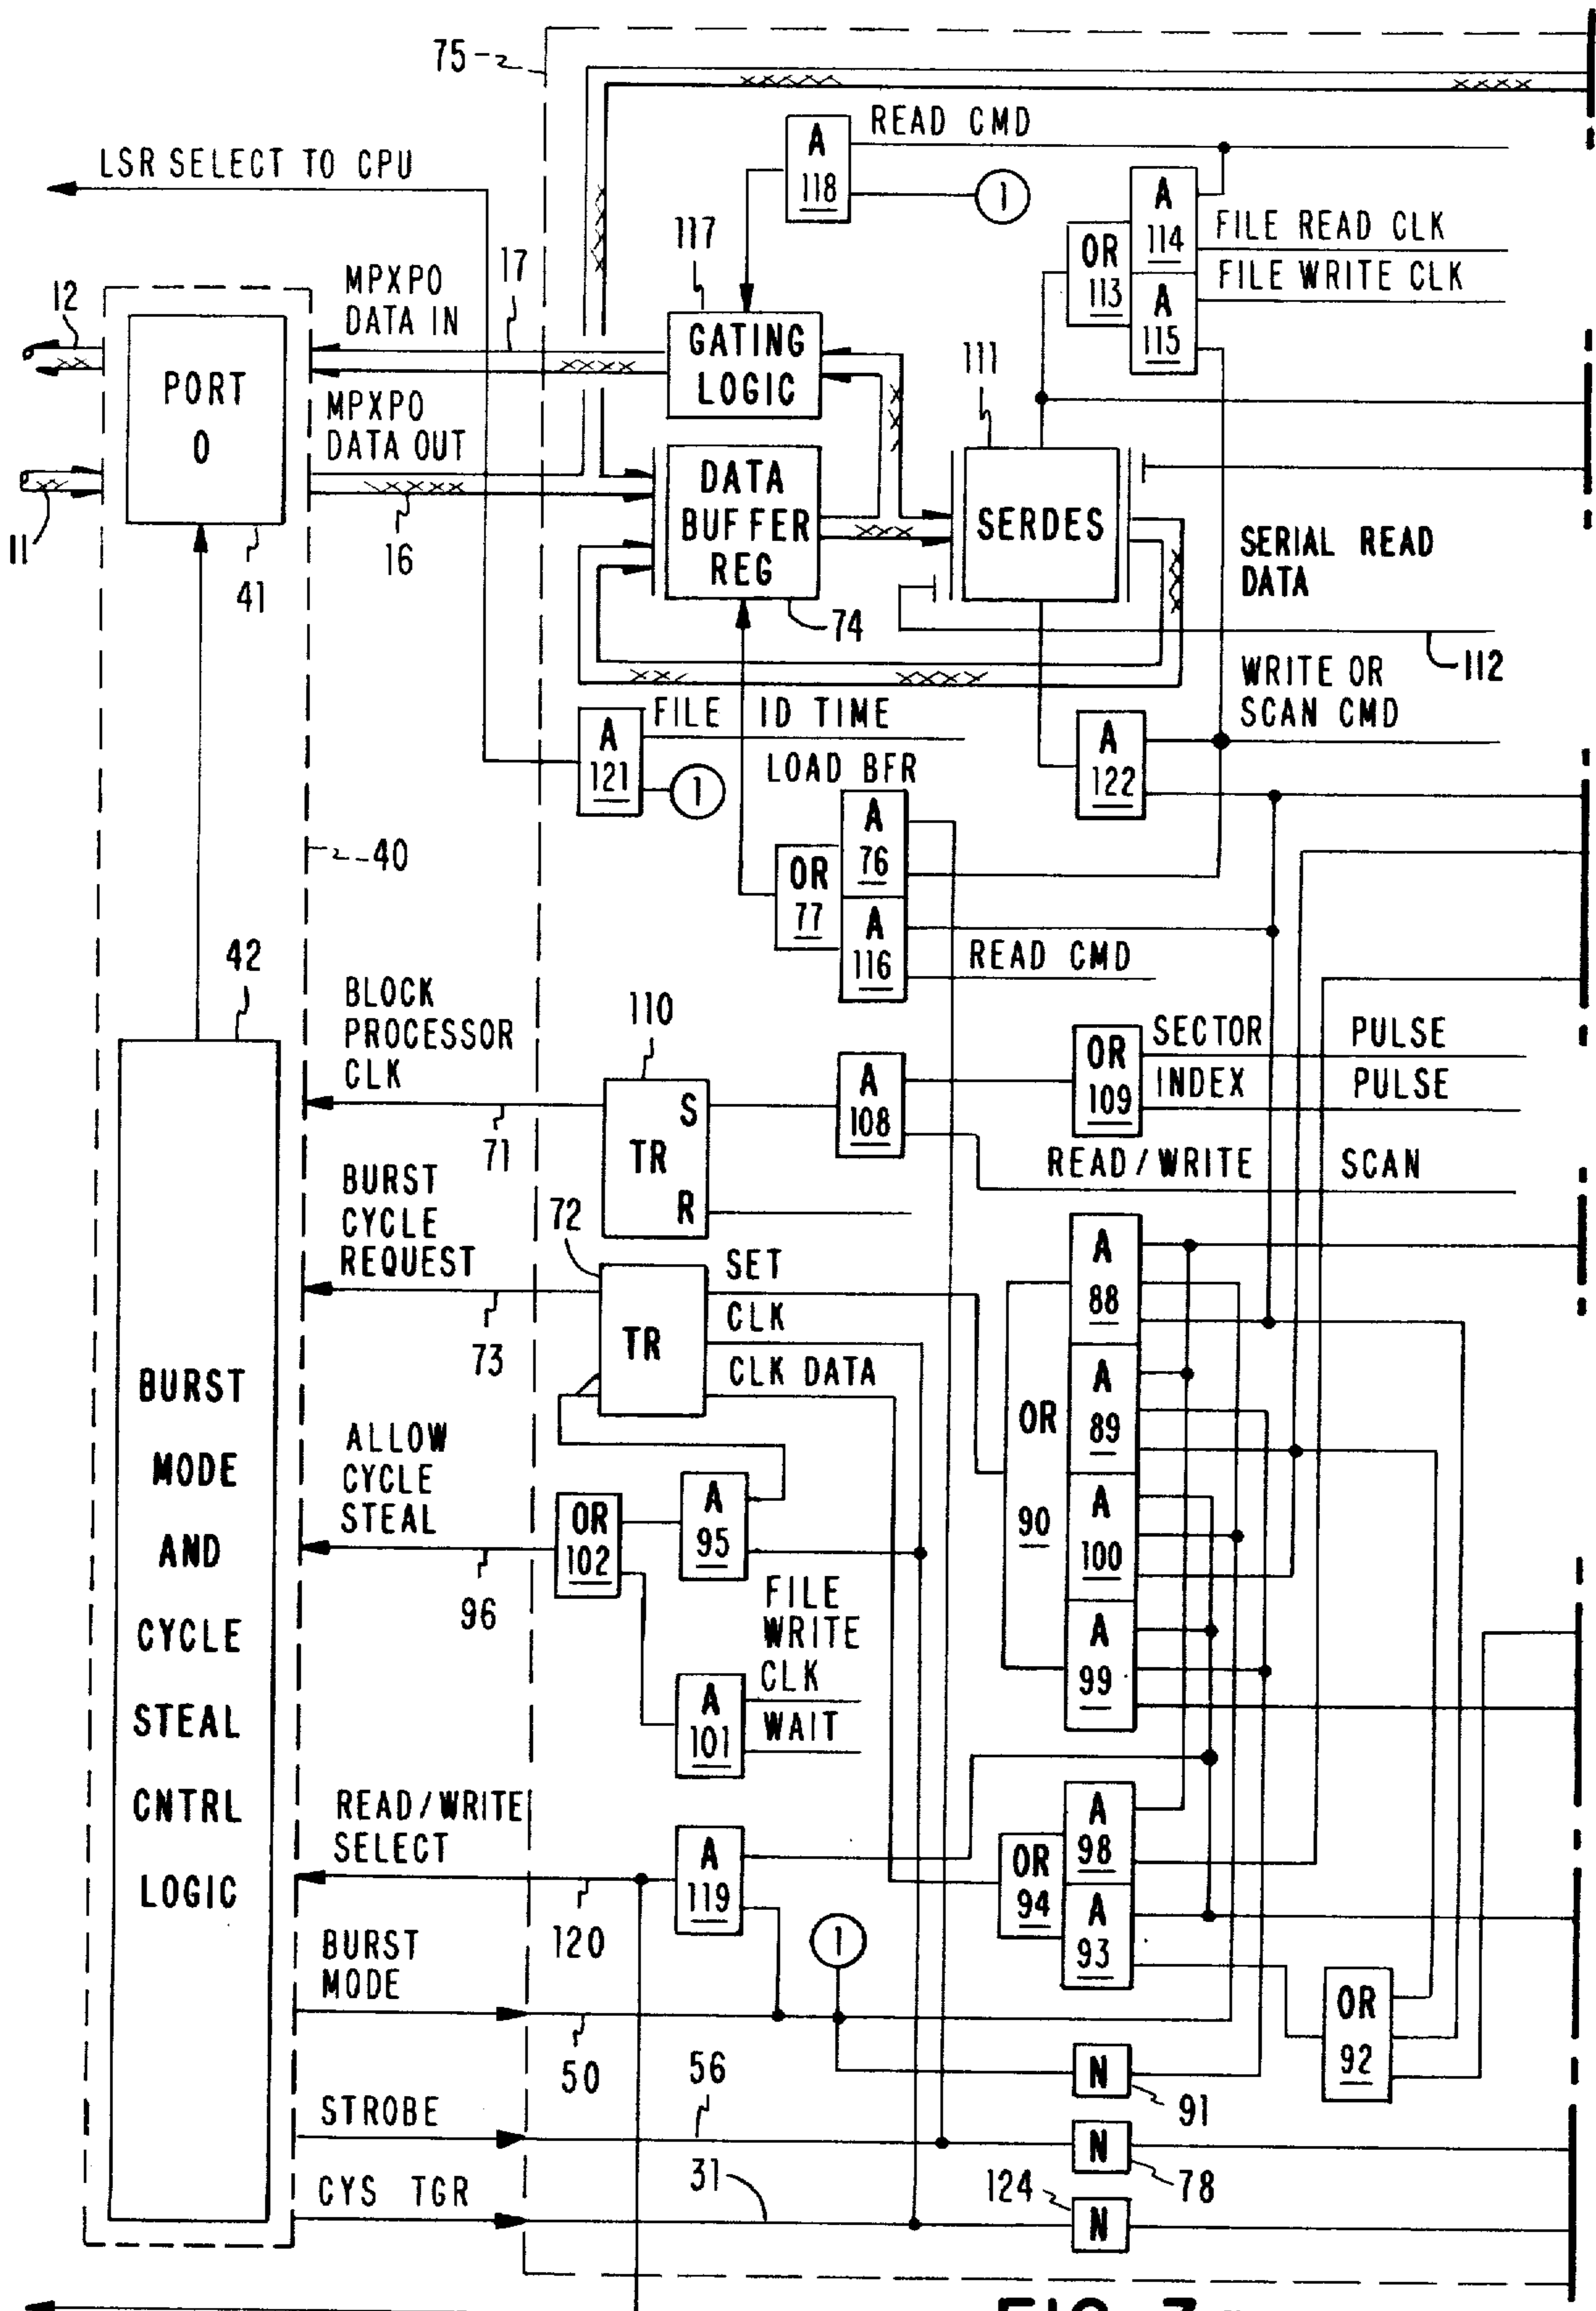 75
READ CMD
A
118
1
LSR SELECT TO CPU
A
114
FILE READ CLK
FILE WRITE CLK
OR
113
A
115
117
17
12
MPXPO
DATA IN
GATING
LOGIC
111
PORT
0
MPXPO
DATA OUT
DATA
BUFFER
REG
SERDES
11
16
41
74
SERIAL READ
DATA
112
WRITE OR
SCAN CMD
FILE ID TIME
A
121
1
LOAD BFR
A
122
40
A
76
OR
77
A
116
READ CMD
42
BLOCK
PROCESSOR
CLK
110
S
TR
R
A
108
OR
109
SECTOR PULSE
INDEX PULSE
71
READ/WRITE SCAN
BURST
CYCLE
REQUEST
72
TR
SET
CLK
CLK DATA
73
A
88
A
89
OR
90
A
100
A
99
BURST
MODE
AND
CYCLE
STEAL
CNTRL
LOGIC
ALLOW
CYCLE
STEAL
OR
102
A
95
96
FILE
WRITE
CLK
WAIT
A
101
READ/WRITE
SELECT
A
119
A
98
OR
94
A
93
120
BURST
MODE
1
OR
92
50
56
N
91
STROBE
N
78
CYS TGR
31
124
N